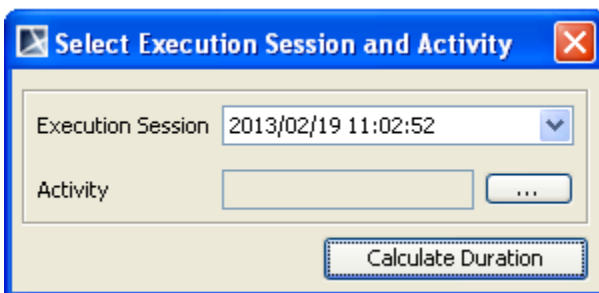 Select Execution Session and Activity
Execution Session 2013/02/19 11:02:52
Activity ...
Calculate Duration